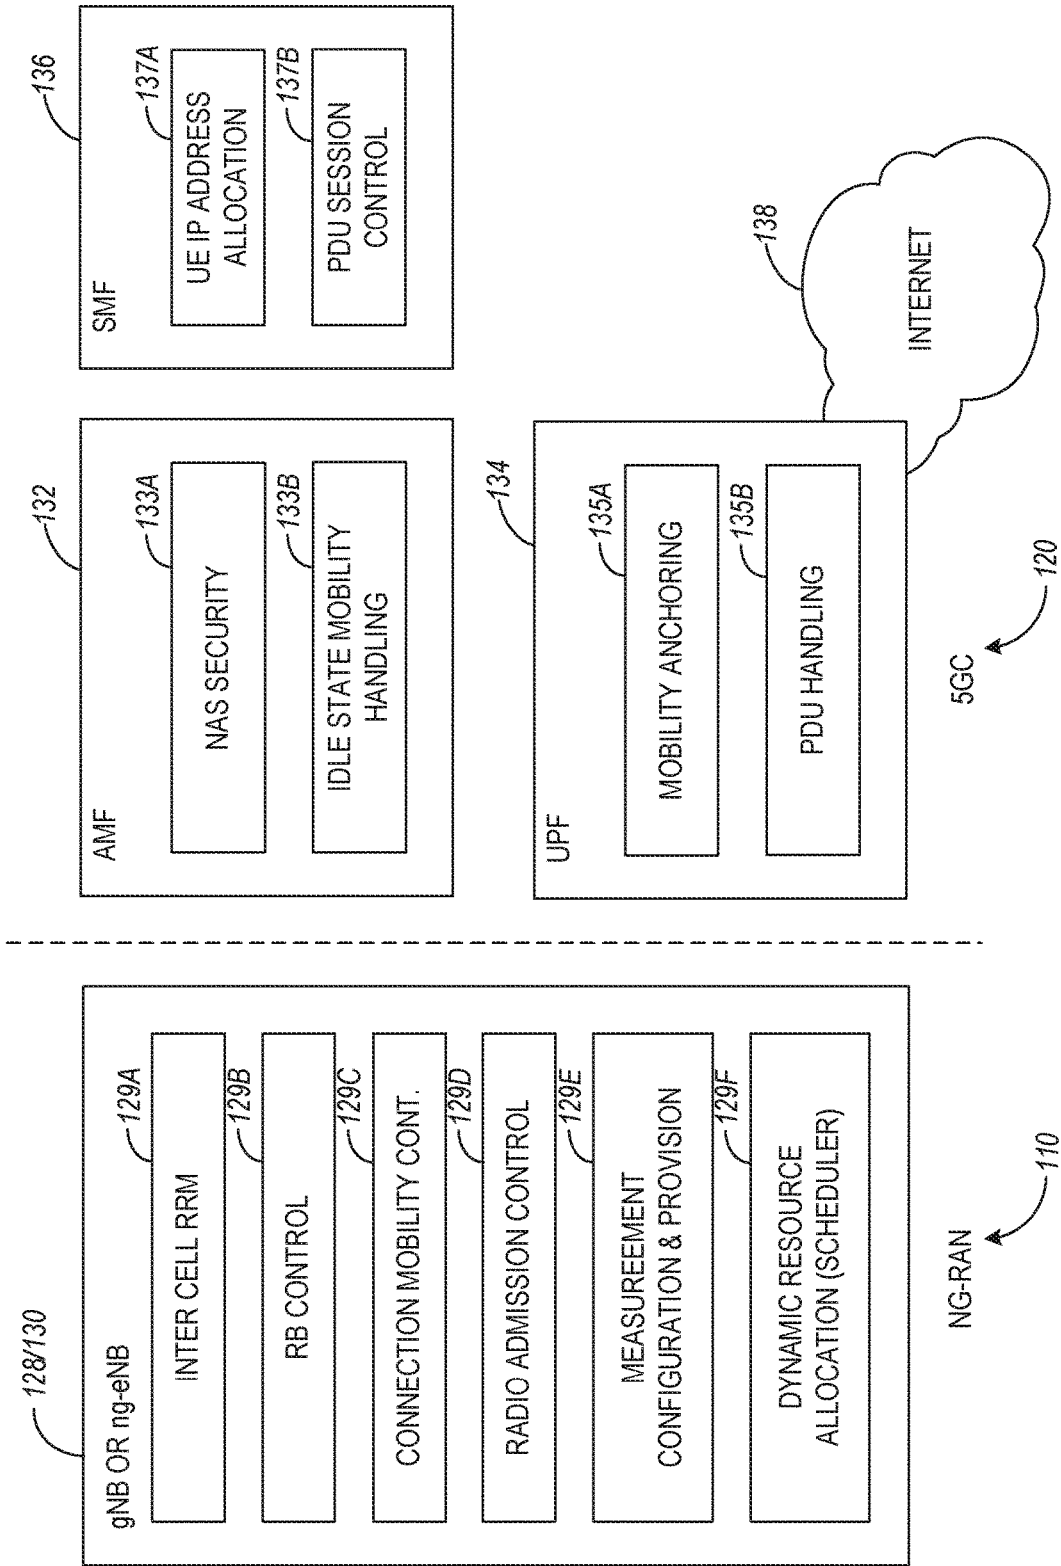 128/130
gNB OR ng-eNB
129A
INTER CELL RRM
129B
RB CONTROL
129C
CONNECTION MOBILITY CONT.
129D
RADIO ADMISSION CONTROL
129E
MEASUREEMENT
CONFIGURATION & PROVISION
129F
DYNAMIC RESOURCE
ALLOCATION (SCHEDULER)
NG-RAN
110
132
AMF
133A
NAS SECURITY
133B
IDLE STATE MOBILITY
HANDLING
136
SMF
137A
UE IP ADDRESS
ALLOCATION
137B
PDU SESSION
CONTROL
134
UPF
135A
MOBILITY ANCHORING
135B
PDU HANDLING
138
INTERNET
5GC
120